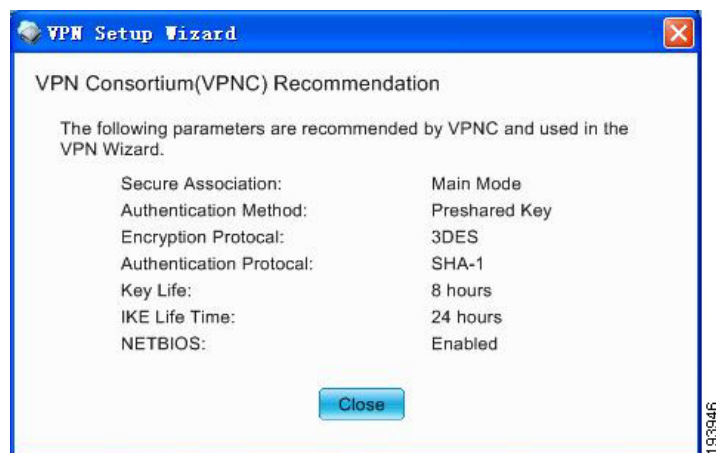 VPN Setup Wizard
VPN Consortium(VPNC) Recommendation
The following parameters are recommended by VPNC and used in the
VPN Wizard.
Secure Association: Main Mode
Authentication Method: Preshared Key
Encryption Protocal: 3DES
Authentication Protocal: SHA-1
Key Life: 8 hours
IKE Life Time: 24 hours
NETBIOS: Enabled
Close
193946